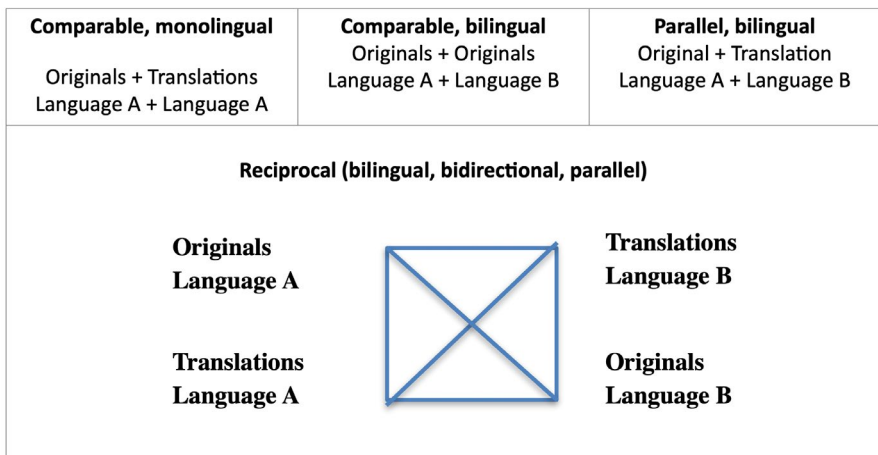 Comparable, monolingual
Originals + Translations
Language A + Language A
Comparable, bilingual
Originals + Originals
Language A + Language B
Parallel, bilingual
Original + Translation
Language A + Language B
Reciprocal (bilingual, bidirectional, parallel)
Originals
Language A
Translations
Language B
Translations
Language A
Originals
Language B